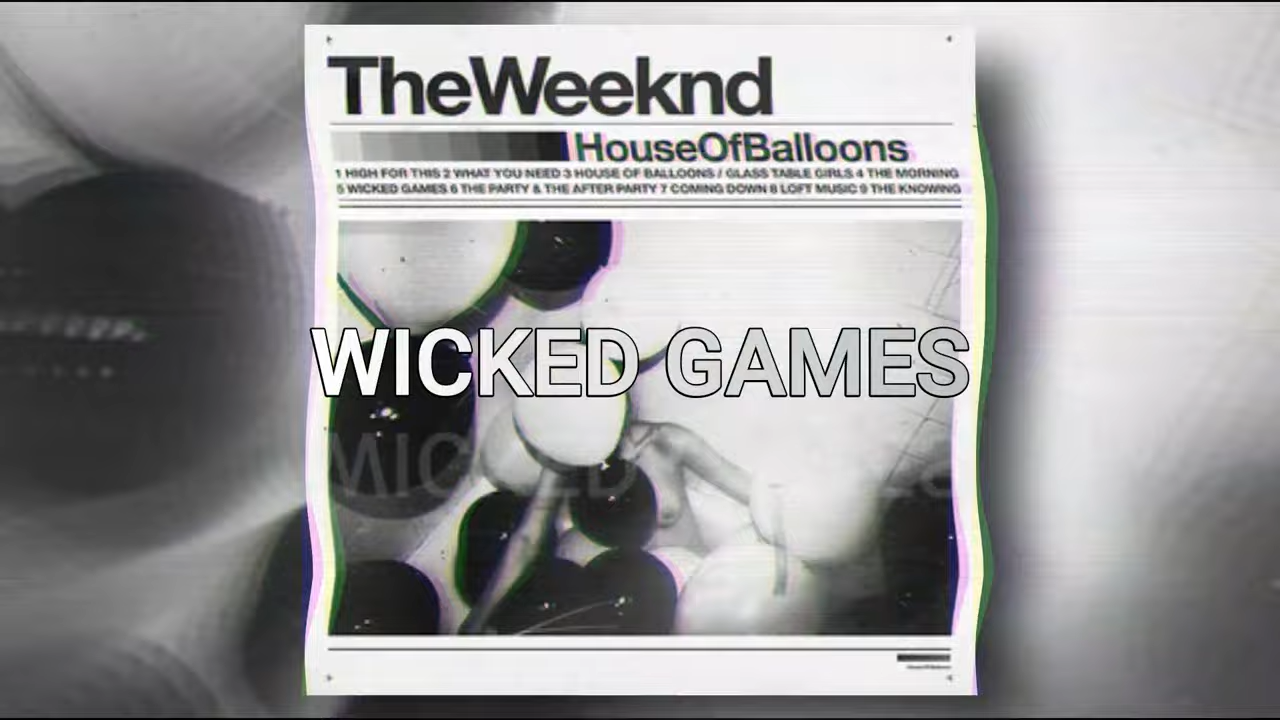 TheWeeknd
HouseOfBalloons
1 HIGH FOR THIS 2 WHAT YOU NEED 3 HOUSE OF BALLOONS / GLASS TABLE GIRLS 4 THE MORNING
5 WICKED GAMES 6 THE PARTY & THE AFTER PARTY 7 COMING DOWN 8 LOFT MUSIC 9 THE KNOWING
WICKED GAMES